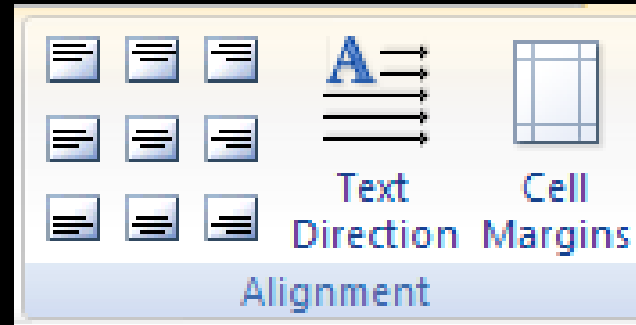 Text
Direction
Cell
Margins
Alignment